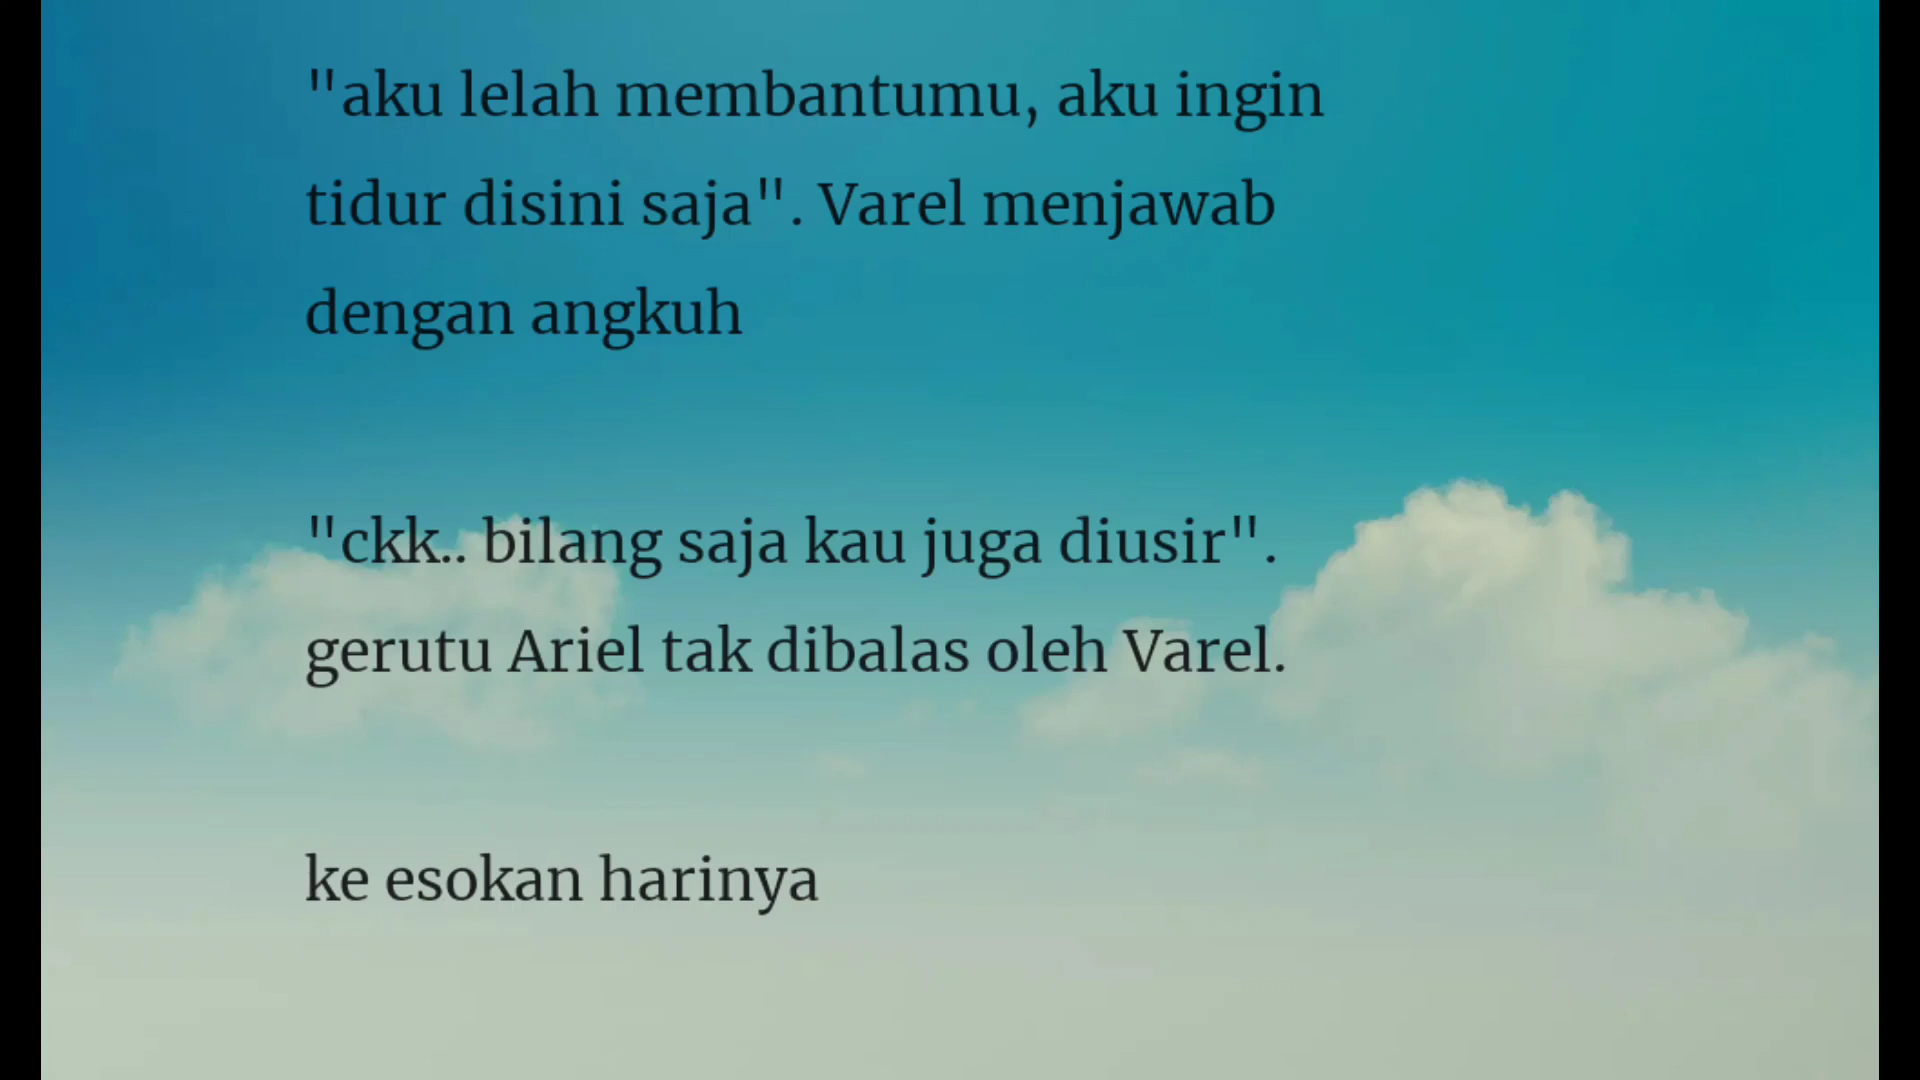 "aku lelah membantumu, aku ingin
tidur disini saja". Varel menjawab
dengan angkuh
"ckk.. bilang saja kau juga diusir".
gerutu Ariel tak dibalas oleh Varel.
ke esokan harinya